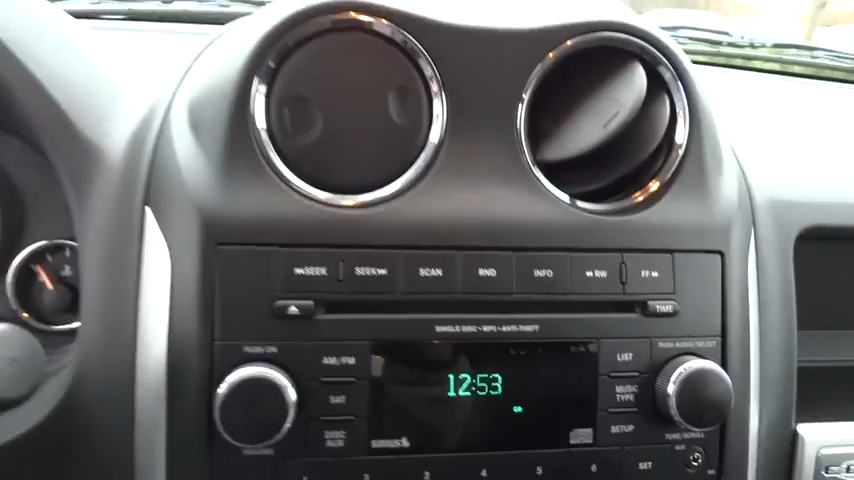 SEEK SEEK SCAN RND INFO RW FF
TIME
SINGLE DISC · MP3 · ANTI-THEFT
PUSH/ON
PUSH AUDIO/SELECT
AM/FM
SAT
DISC
AUX
12:53
SIRIUS
LIST
MUSIC
TYPE
SETUP
TUNE/SCROLL
1 2 3 4 5 6 SET
AUX